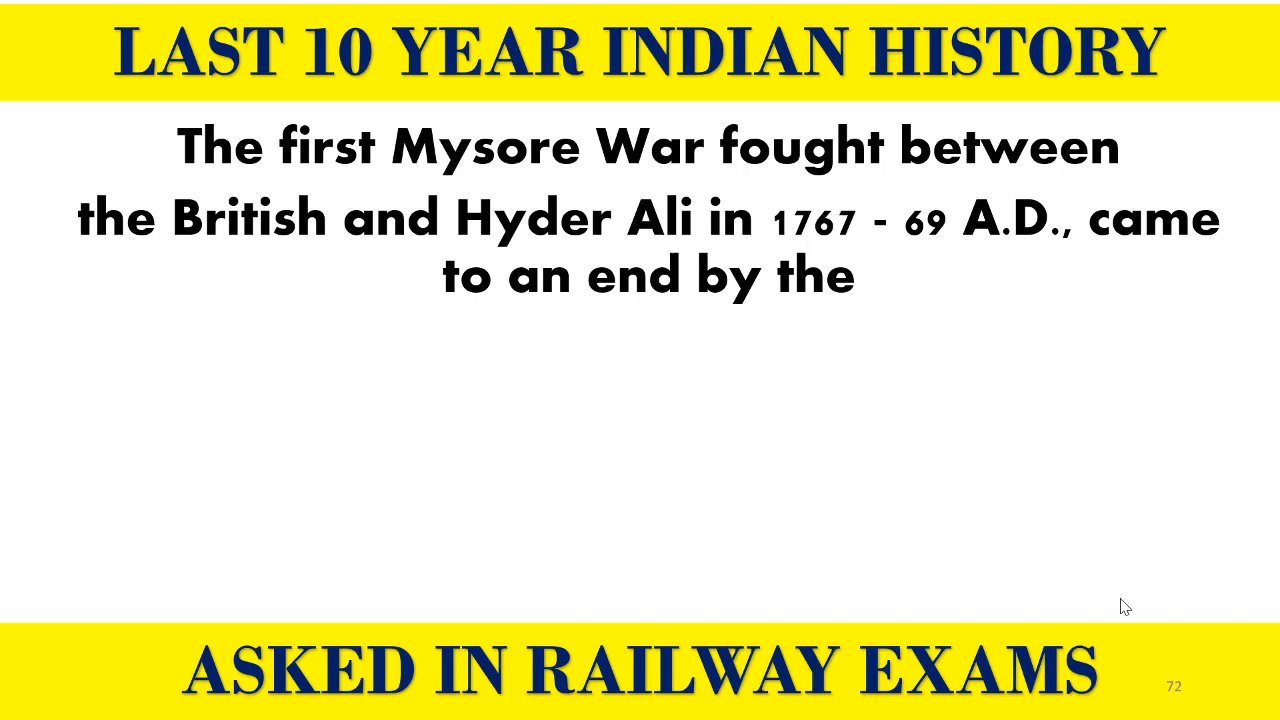 LAST 10 YEAR INDIAN HISTORY
The first Mysore War fought between
the British and Hyder Ali in 1767 - 69 A.D., came
to an end by the
ASKED IN RAILWAY EXAMS
72